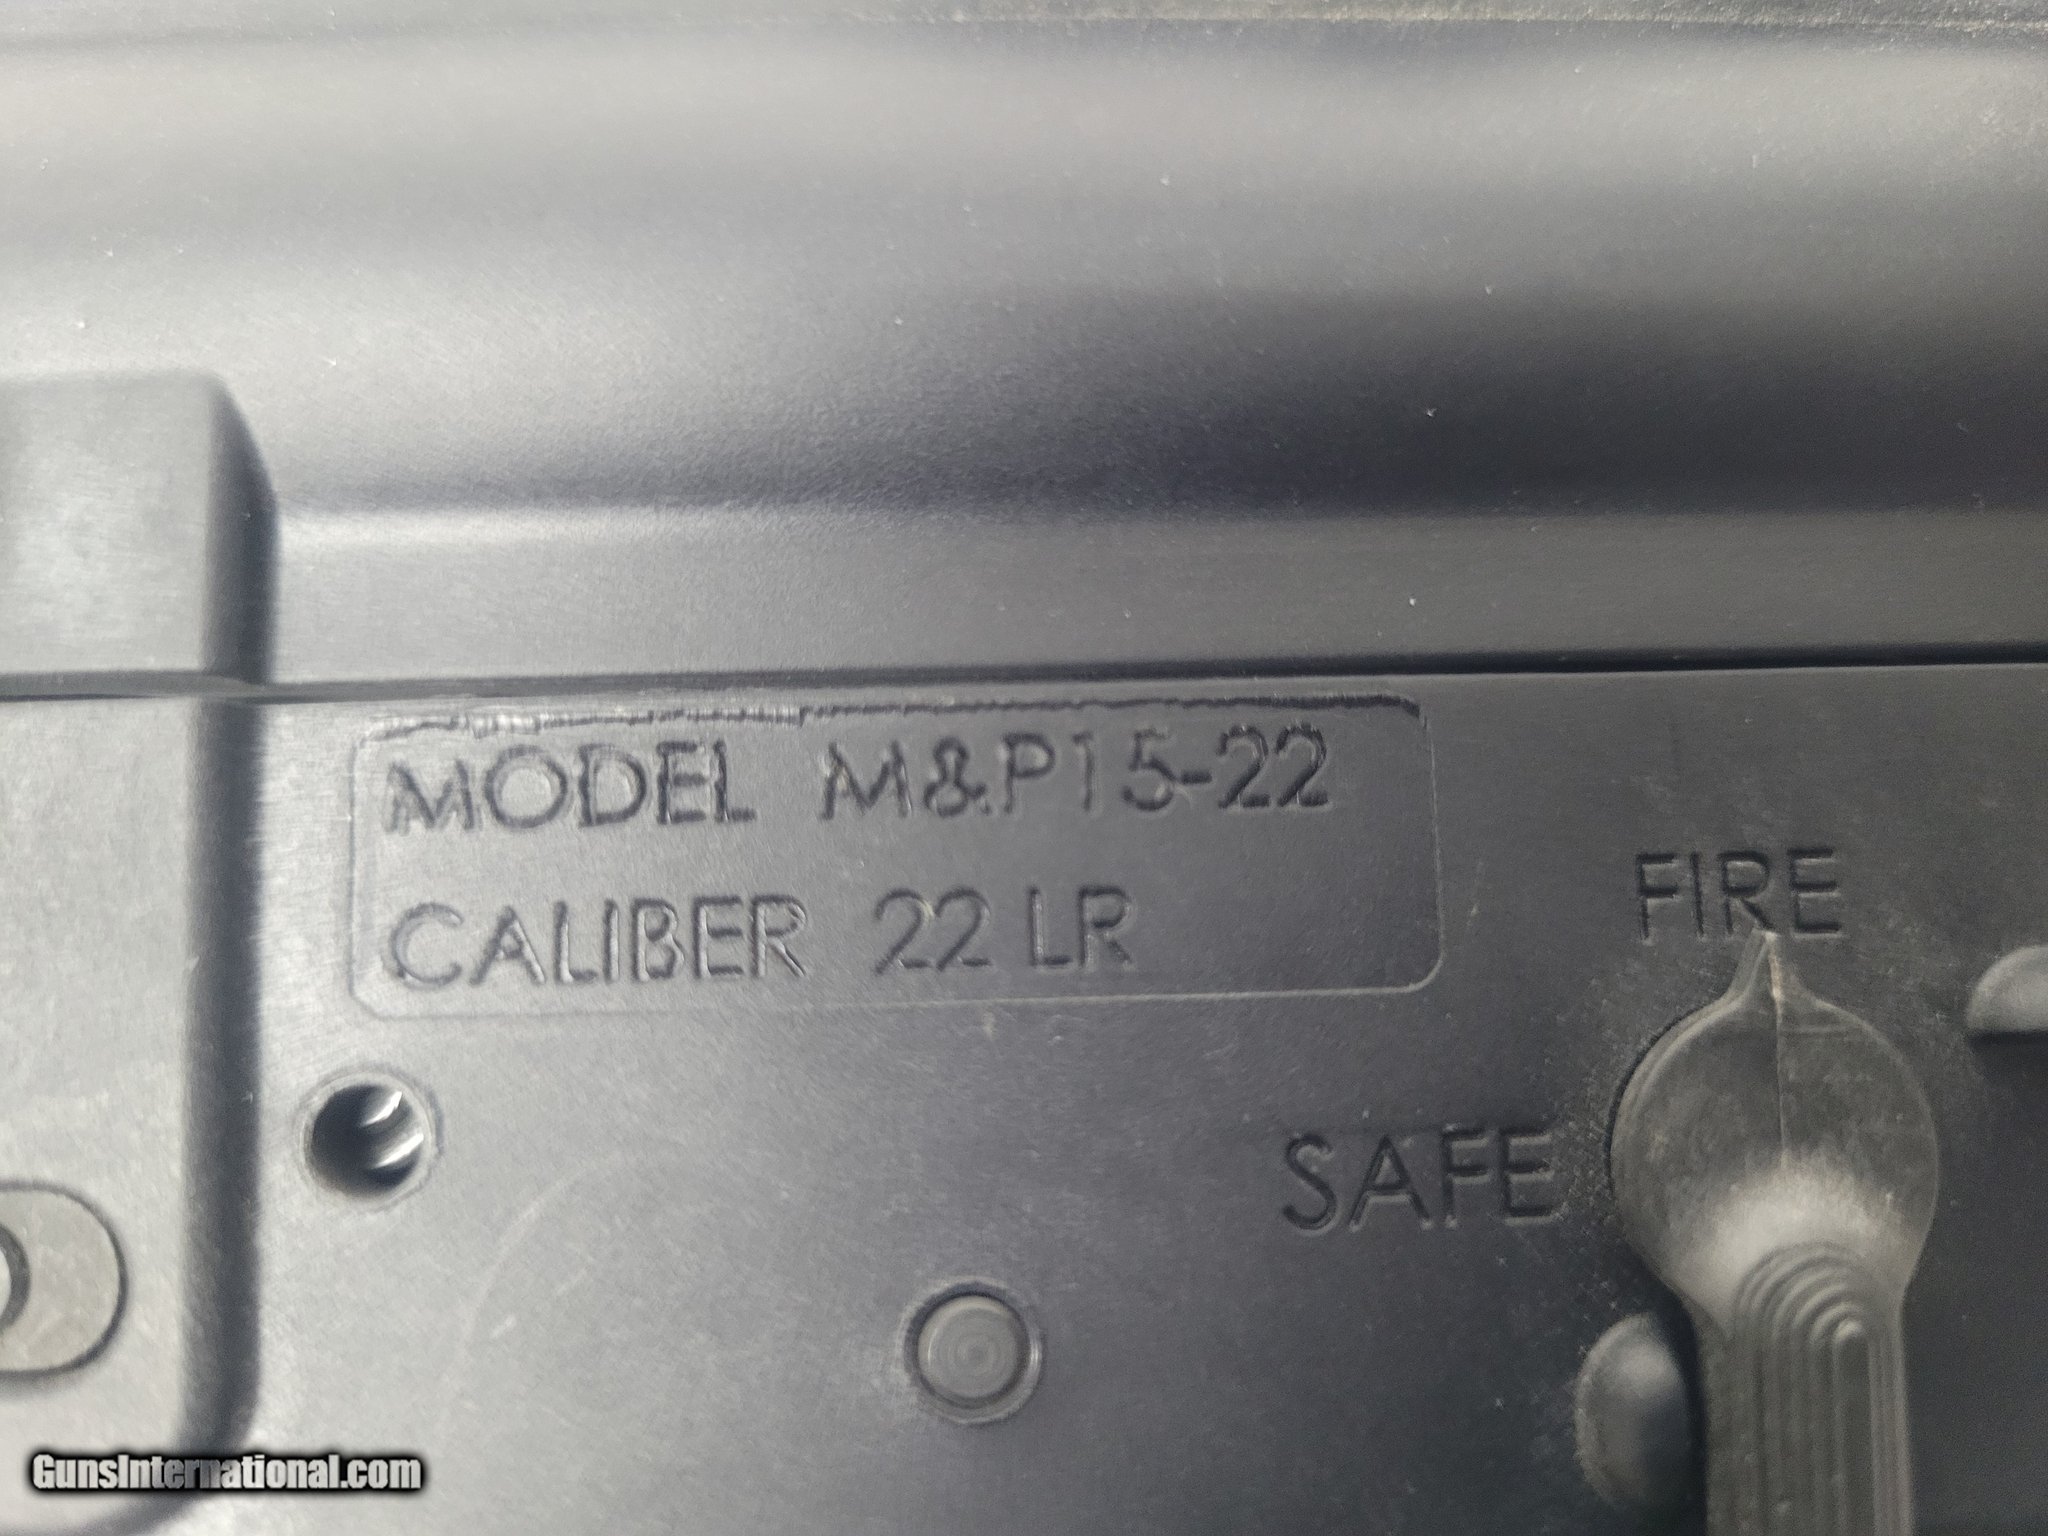 MODEL M&P15-22
CALIBER 22 LR
FIRE
SAFE
GunsInternational.com